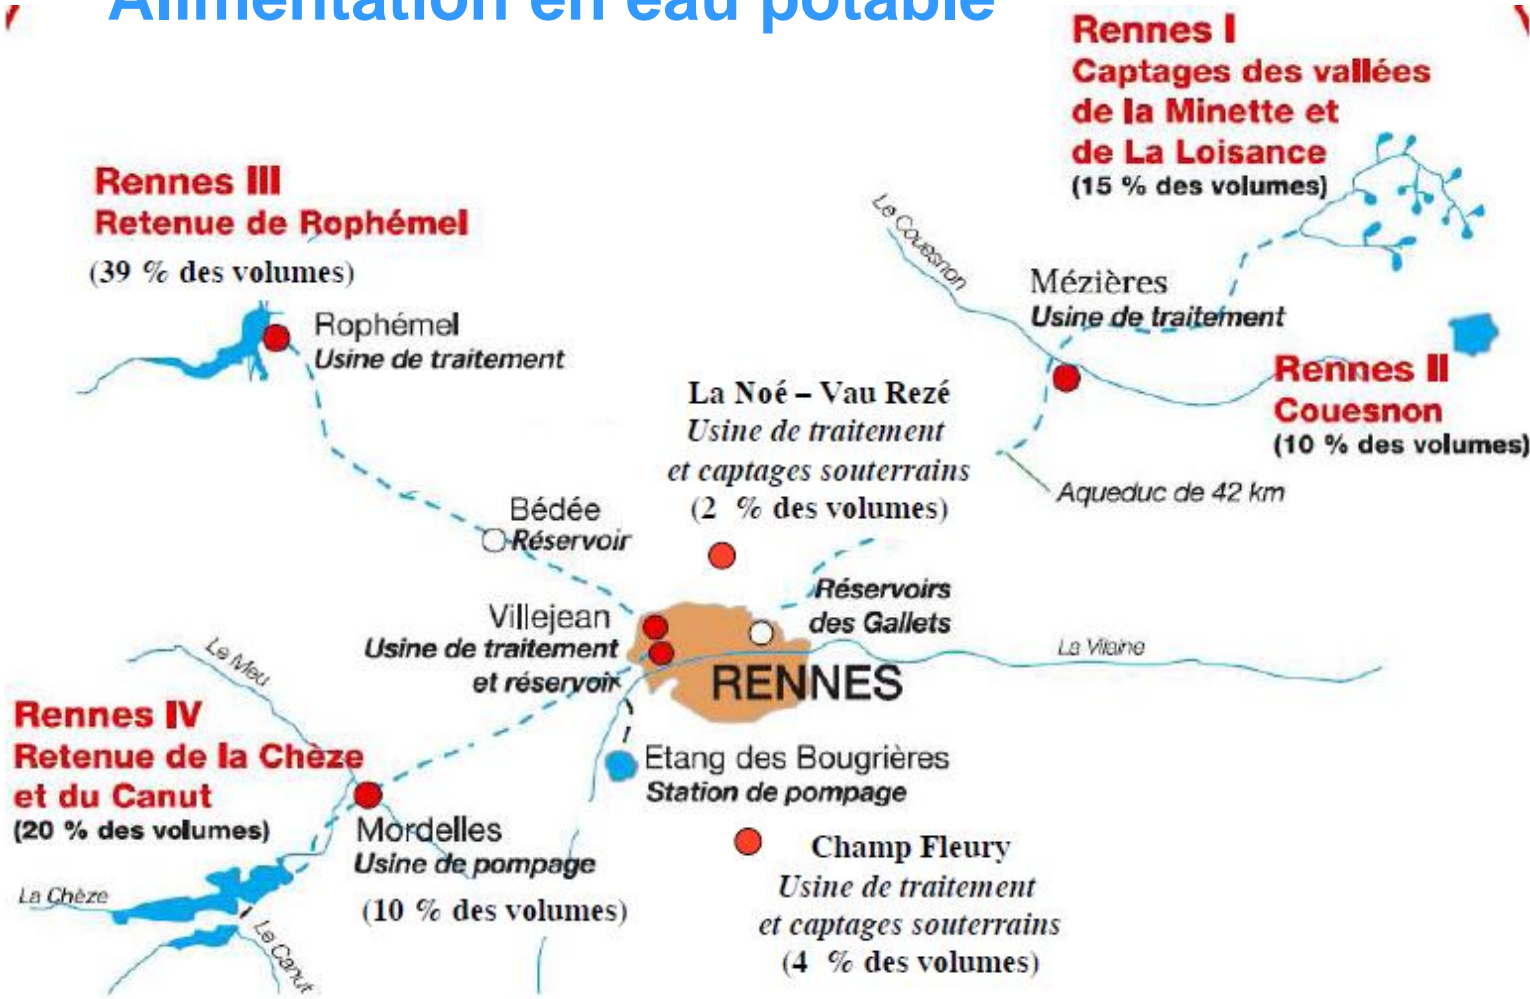 Alimentation en eau potable
Rennes I
Captages des vallées
de la Minette et
de La Loisance
(15 % des volumes)
Rennes III
Retenue de Rophémel
(39 % des volumes)
Le Couesnon
Mézières
Usine de traitement
Rophémel
Usine de traitement
Rennes II
Couesnon
(10 % des volumes)
La Noé – Vau Rezé
Usine de traitement
et captages souterrains
(2 % des volumes)
Aqueduc de 42 km
Bédée
Réservoir
Réservoirs
des Gallets
Villejean
Usine de traitement
et réservoir
La Vilaine
RENNES
Le Meu
Rennes IV
Retenue de la Chèze
et du Canut
(20 % des volumes)
Etang des Bougrières
Station de pompage
Mordelles
Usine de pompage
(10 % des volumes)
Champ Fleury
Usine de traitement
et captages souterrains
(4 % des volumes)
La Chèze
Le Canut